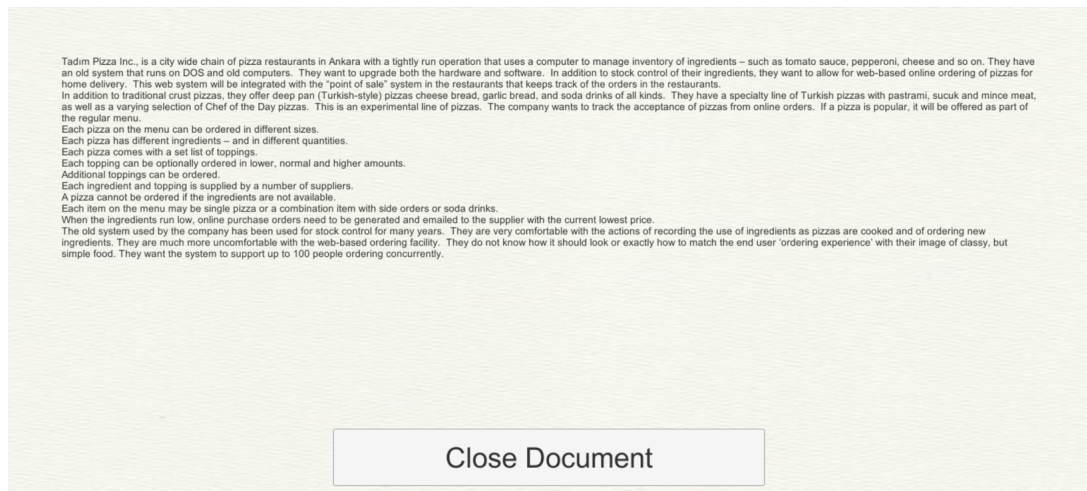 Tadım Pizza Inc., is a city wide chain of pizza restaurants in Ankara with a tightly run operation that uses a computer to manage inventory of ingredients – such as tomato sauce, pepperoni, cheese and so on. They have
an old system that runs on DOS and old computers. They want to upgrade both the hardware and software. In addition to stock control of their ingredients, they want to allow for web-based online ordering of pizzas for
home delivery. This web system will be integrated with the “point of sale” system in the restaurants that keeps track of the orders in the restaurants.
In addition to traditional crust pizzas, they offer deep pan (Turkish-style) pizzas cheese bread, garlic bread, and soda drinks of all kinds. They have a specialty line of Turkish pizzas with pastrami, sucuk and mince meat,
as well as a varying selection of Chef of the Day pizzas. This is an experimental line of pizzas. The company wants to track the acceptance of pizzas from online orders. If a pizza is popular, it will be offered as part of
the regular menu.
Each pizza on the menu can be ordered in different sizes.
Each pizza has different ingredients – and in different quantities.
Each pizza comes with a set list of toppings.
Each topping can be optionally ordered in lower, normal and higher amounts.
Additional toppings can be ordered.
Each ingredient and topping is supplied by a number of suppliers.
A pizza cannot be ordered if the ingredients are not available.
Each item on the menu may be single pizza or a combination item with side orders or soda drinks.
When the ingredients run low, online purchase orders need to be generated and emailed to the supplier with the current lowest price.
The old system used by the company has been used for stock control for many years. They are very comfortable with the actions of recording the use of ingredients as pizzas are cooked and of ordering new
ingredients. They are much more uncomfortable with the web-based ordering facility. They do not know how it should look or exactly how to match the end user ‘ordering experience’ with their image of classy, but
simple food. They want the system to support up to 100 people ordering concurrently.
Close Document